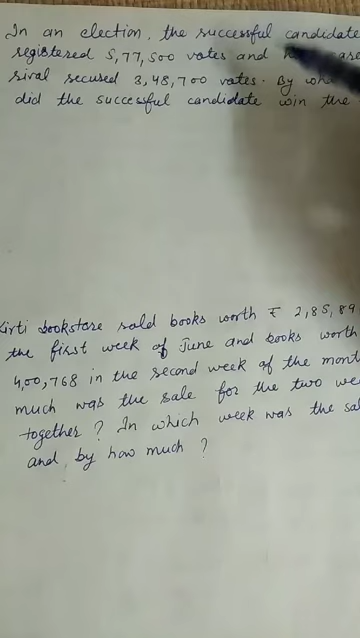 In an election, the successful candidate
registered 5,77,500 votes and
rival secured 3,48,700 votes. By
did the successful candidate win the
Kirti bookstore sold books worth ₹ 2,85,89
the first week of June and books worth
4,00,768 in the second week of the
much was the sale for the two
together? In which week was the
and by how much?